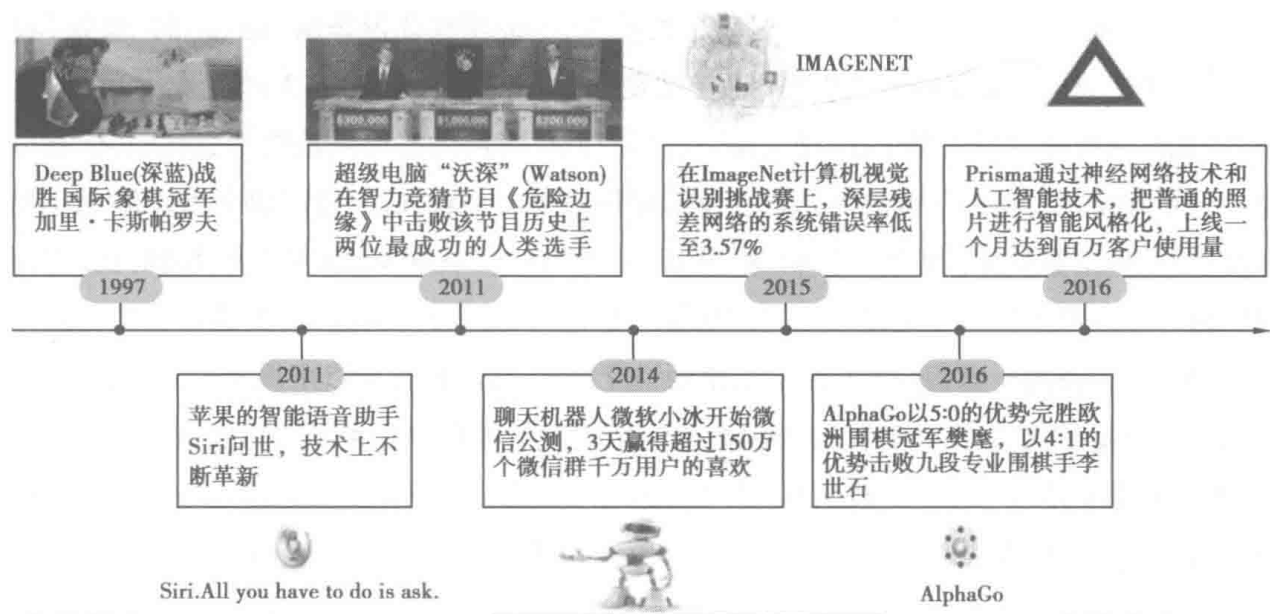 IMAGENET
$300,000
$1,000,000
$200,000
Deep Blue(深蓝)战
胜国际象棋冠军
加里·卡斯帕罗夫
1997
超级电脑“沃深”(Watson)
在智力竞猜节目《危险边
缘》中击败该节目历史上
两位最成功的人类选手
2011
在ImageNet计算机视觉
识别挑战赛上，深层残
差网络的系统错误率低
至3.57%
2015
Prisma通过神经网络技术和
人工智能技术，把普通的照
片进行智能风格化，上线一
个月达到百万客户使用量
2016
2011
苹果的智能语音助手
Siri问世，技术上不
断革新
Siri.All you have to do is ask.
2014
聊天机器人微软小冰开始微
信公测，3天赢得超过150万
个微信群千万用户的喜欢
2016
AlphaGo以5:0的优势完胜欧
洲围棋冠军樊麾，以4:1的
优势击败九段专业围棋手李
世石
AlphaGo